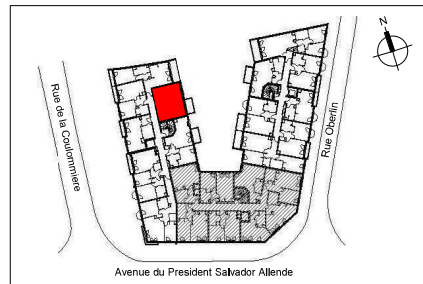 N
Rue de la Coulommiere
Rue Oberlin
Avenue du President Salvador Allende